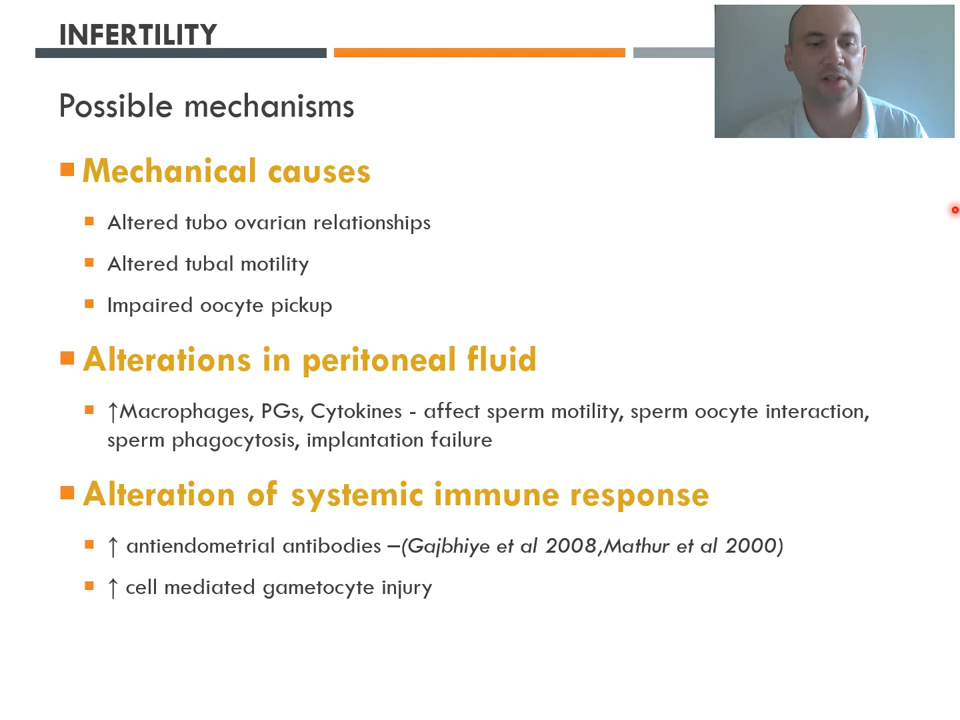 INFERTILITY
Possible mechanisms
Mechanical causes
Altered tubo ovarian relationships
Altered tubal motility
Impaired oocyte pickup
Alterations in peritoneal fluid
↑Macrophages, PGs, Cytokines - affect sperm motility, sperm oocyte interaction,
sperm phagocytosis, implantation failure
Alteration of systemic immune response
↑ antiendometrial antibodies –(Gajbhiye et al 2008,Mathur et al 2000)
↑ cell mediated gametocyte injury